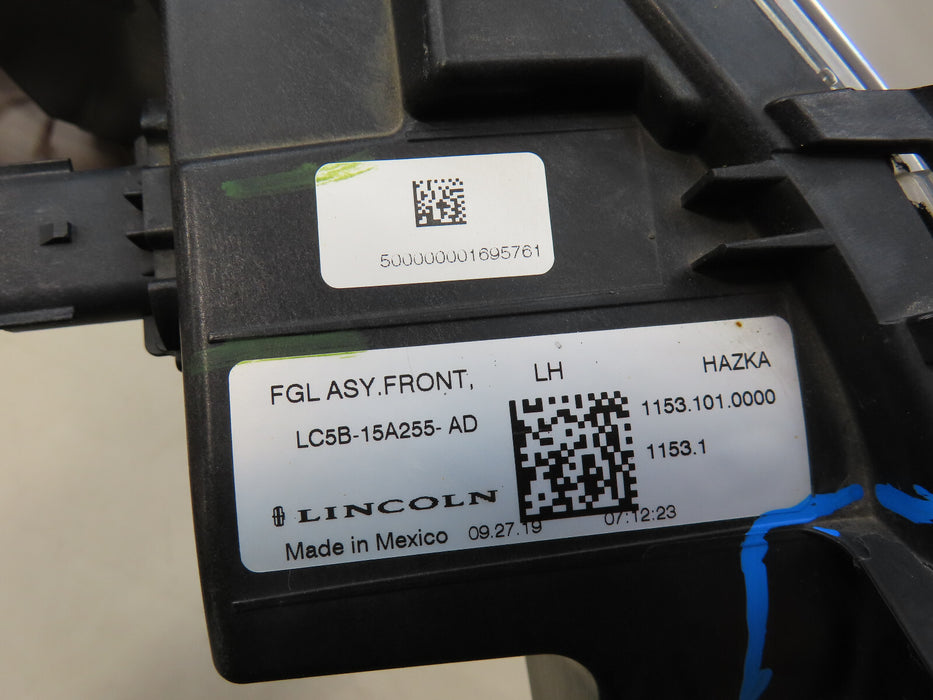 500000001695761
FGL ASY.FRONT, LH HAZKA
LC5B-15A255- AD 1153.101.0000
1153.1
LINCOLN
Made in Mexico 09.27.19 07:12:23